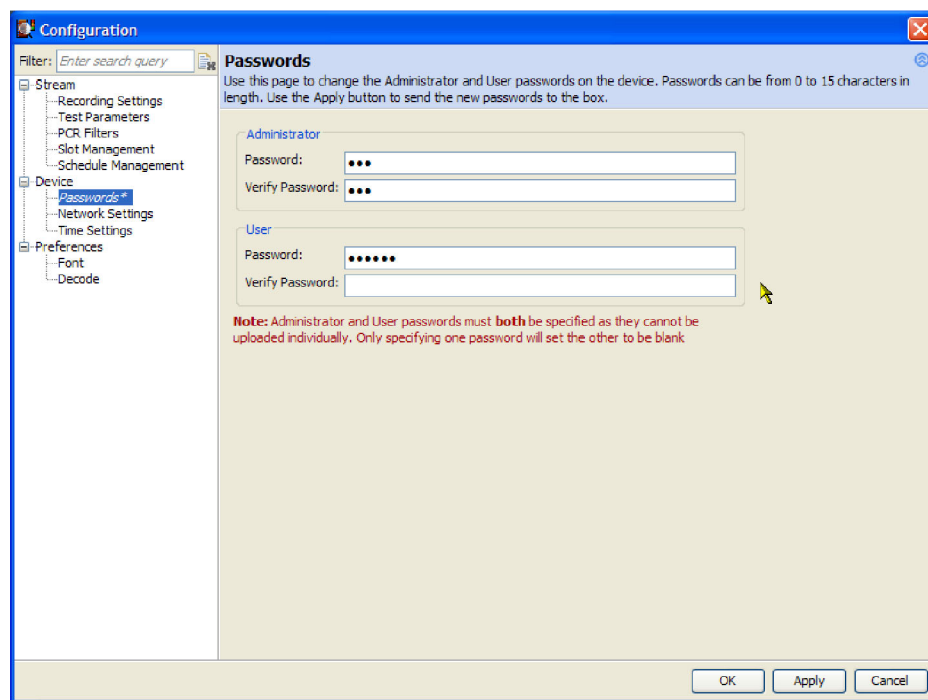 Configuration
Filter: Enter search query
Stream
Recording Settings
Test Parameters
PCR Filters
Slot Management
Schedule Management
Device
Passwords*
Network Settings
Time Settings
Preferences
Font
Decode
Passwords
Use this page to change the Administrator and User passwords on the device. Passwords can be from 0 to 15 characters in
length. Use the Apply button to send the new passwords to the box.
Administrator
Password: •••
Verify Password: •••
User
Password: ••••••
Verify Password:
Note: Administrator and User passwords must both be specified as they cannot be
uploaded individually. Only specifying one password will set the other to be blank
OK Apply Cancel